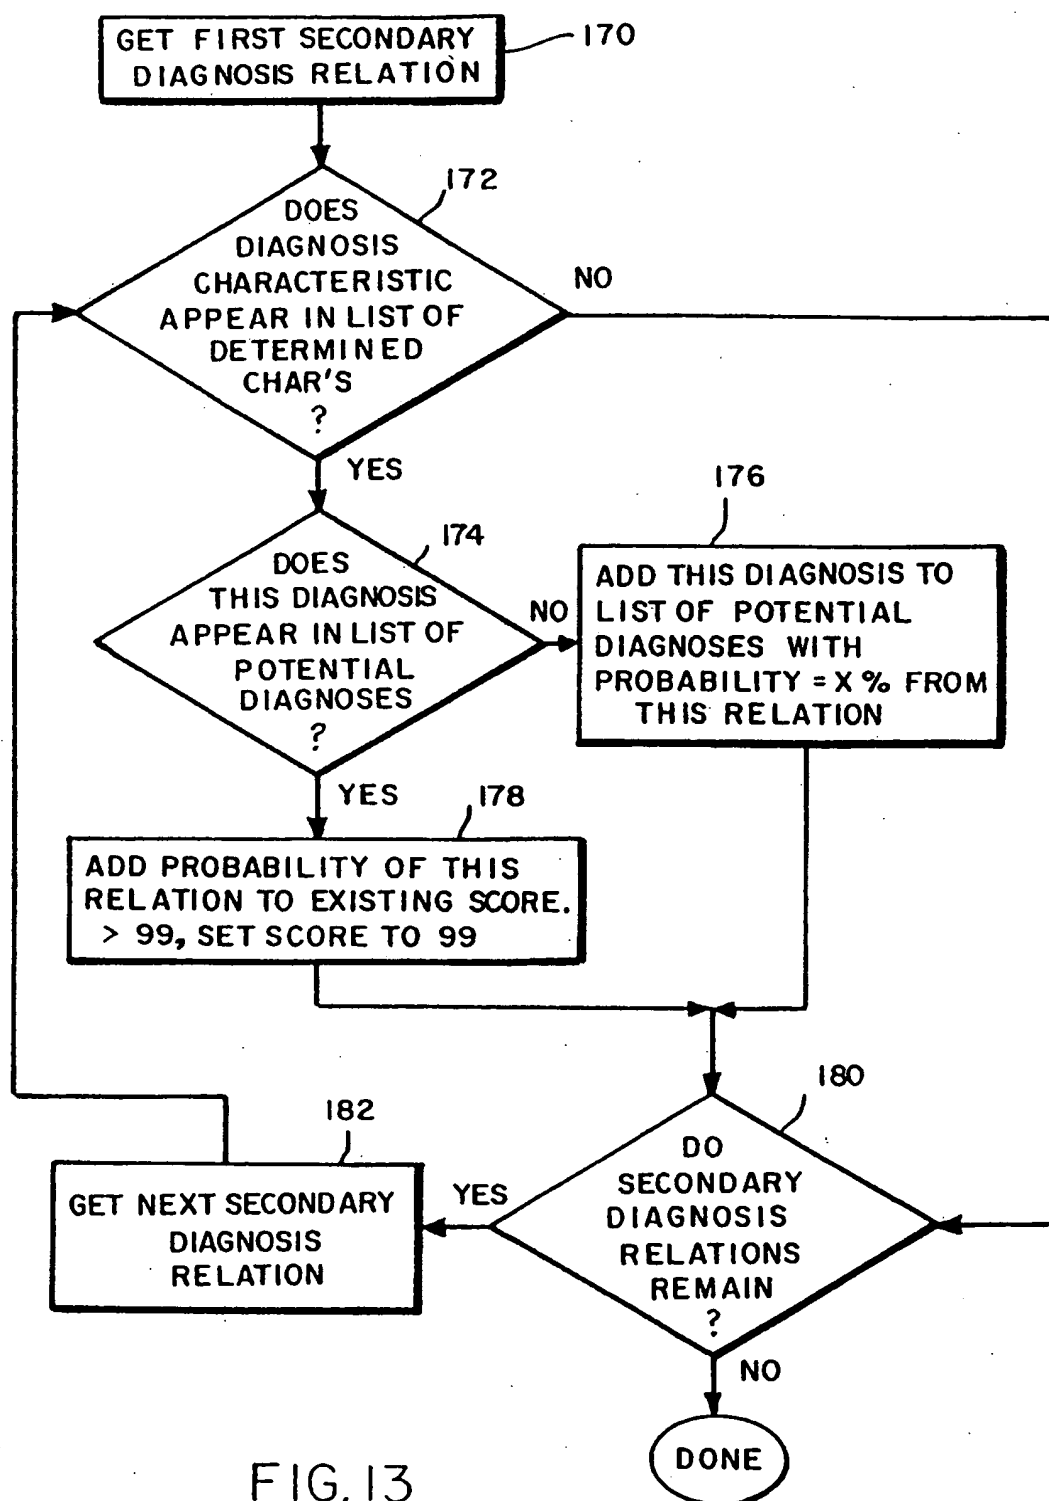 GET FIRST SECONDARY
DIAGNOSIS RELATION
170
172
DOES
DIAGNOSIS
CHARACTERISTIC
APPEAR IN LIST OF
DETERMINED
CHAR'S
?
NO
YES
174
DOES
THIS DIAGNOSIS
APPEAR IN LIST OF
POTENTIAL
DIAGNOSES
?
NO
176
ADD THIS DIAGNOSIS TO
LIST OF POTENTIAL
DIAGNOSES WITH
PROBABILITY = X % FROM
THIS RELATION
YES
178
ADD PROBABILITY OF THIS
RELATION TO EXISTING SCORE.
> 99, SET SCORE TO 99
180
DO
SECONDARY
DIAGNOSIS
RELATIONS
REMAIN
?
YES
182
GET NEXT SECONDARY
DIAGNOSIS
RELATION
NO
DONE
FIG. 13